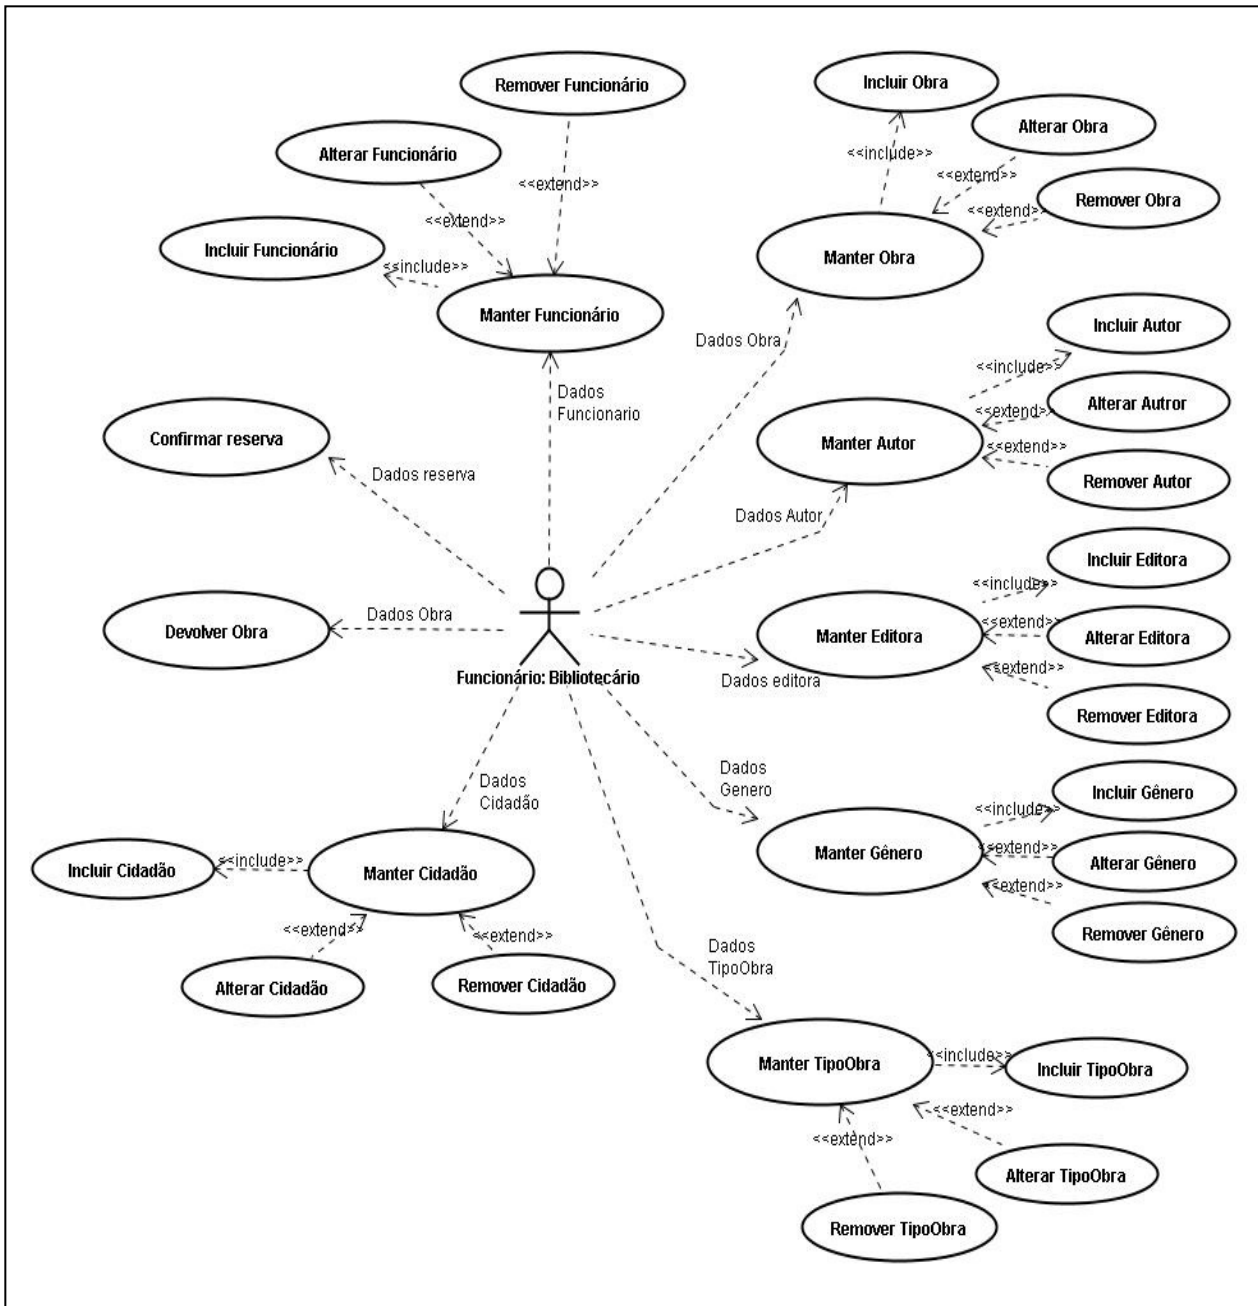 Remover Funcionário
Incluir Obra
Alterar Obra
Alterar Funcionário
<<include>>
<<extend>>
<<extend>>
Remover Obra
<<extend>>
<<extend>>
Incluir Funcionário
<<include>>
Manter Obra
Manter Funcionário
Incluir Autor
Dados Obra
<<include>>
Dados
Funcionario
Alterar Autror
<<extend>>
Confirmar reserva
Manter Autor
<<extend>>
Dados reserva
Remover Autor
Dados Autor
Incluir Editora
<<include>>
Dados Obra
<<extend>>
Devolver Obra
Manter Editora
Alterar Editora
<<extend>>
Funcionário: Bibliotecário
Dados editora
Remover Editora
Dados
Genero
Dados
Cidadão
Incluir Gênero
<<include>>
<<extend>>
Manter Gênero
Incluir Cidadão
<<include>>
Manter Cidadão
Alterar Gênero
<<extend>>
<<extend>>
<<extend>>
Remover Gênero
Dados
TipoObra
Alterar Cidadão
Remover Cidadão
<<include>>
Manter TipoObra
Incluir TipoObra
<<extend>>
<<extend>>
Alterar TipoObra
Remover TipoObra